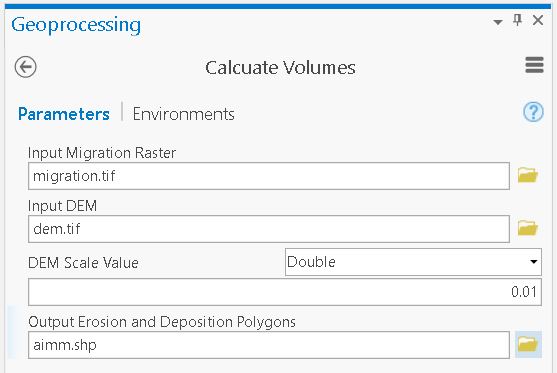 Geoprocessing
Calcuate Volumes
Parameters | Environments
Input Migration Raster
migration.tif
Input DEM
dem.tif
DEM Scale Value Double
0.01
Output Erosion and Deposition Polygons
aimm.shp